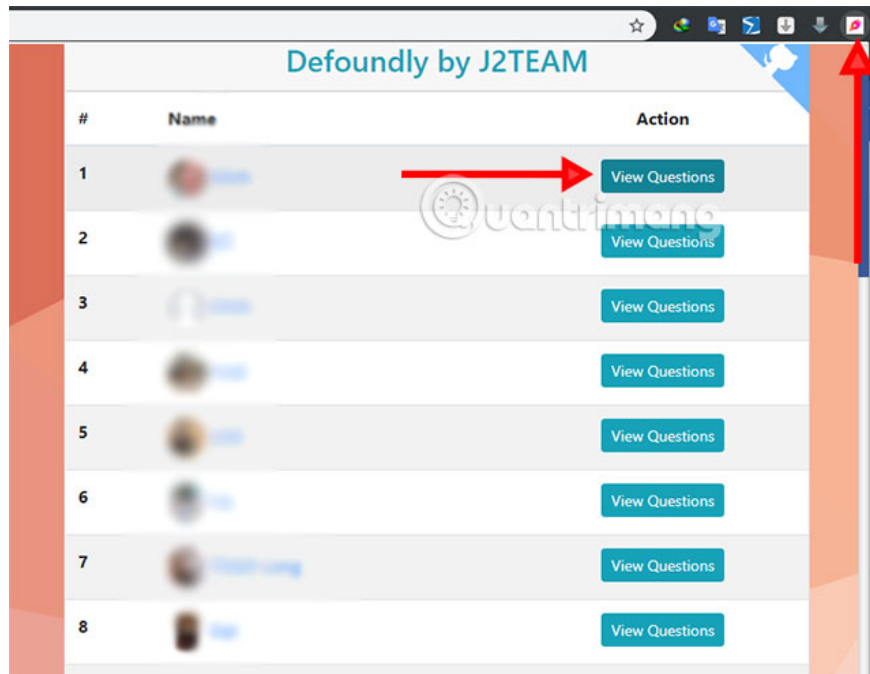 Defoundly by J2TEAM
# Name Action
1 View Questions
Quantrimang
2 View Questions
3 View Questions
4 View Questions
5 View Questions
6 View Questions
7 View Questions
8 View Questions